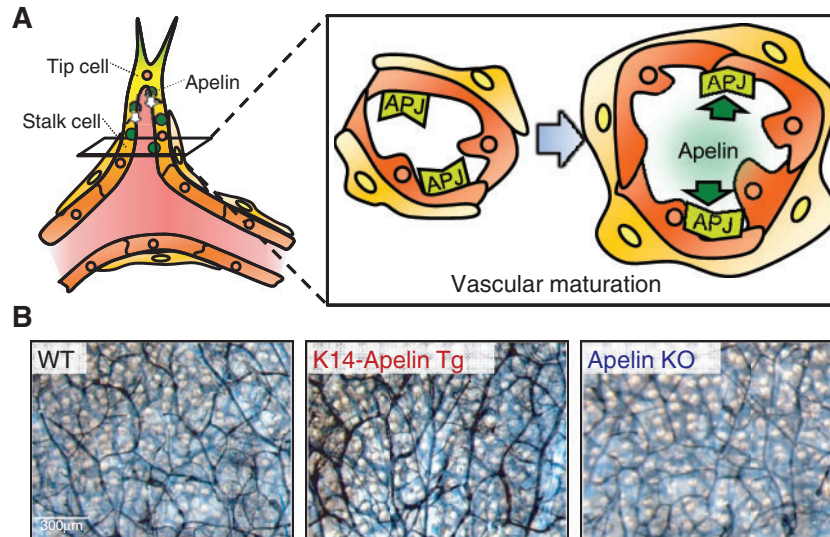 A
Tip cell
Apelin
Stalk cell
APJ
APJ
APJ
Apelin
APJ
Vascular maturation
B
WT
K14-Apelin Tg
Apelin KO
300μm